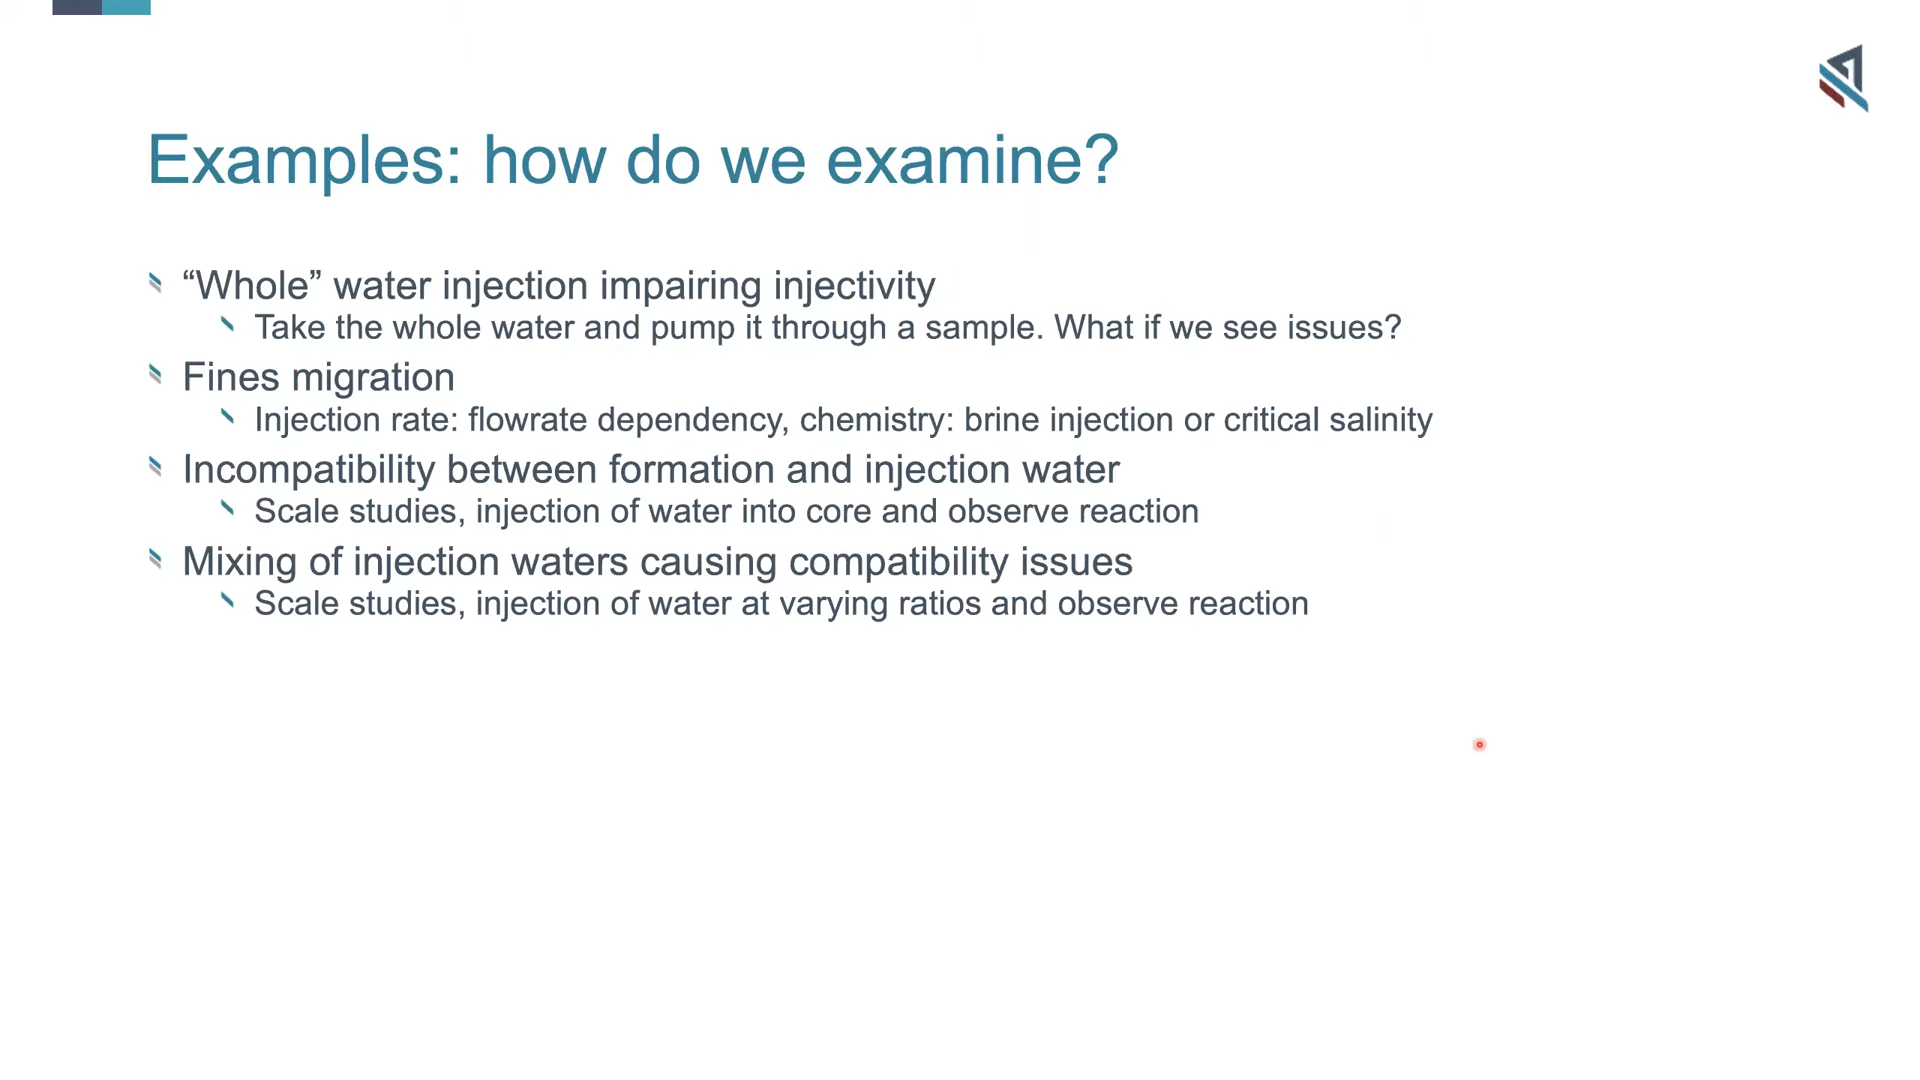 Examples: how do we examine?
“Whole” water injection impairing injectivity
Take the whole water and pump it through a sample. What if we see issues?
Fines migration
Injection rate: flowrate dependency, chemistry: brine injection or critical salinity
Incompatibility between formation and injection water
Scale studies, injection of water into core and observe reaction
Mixing of injection waters causing compatibility issues
Scale studies, injection of water at varying ratios and observe reaction